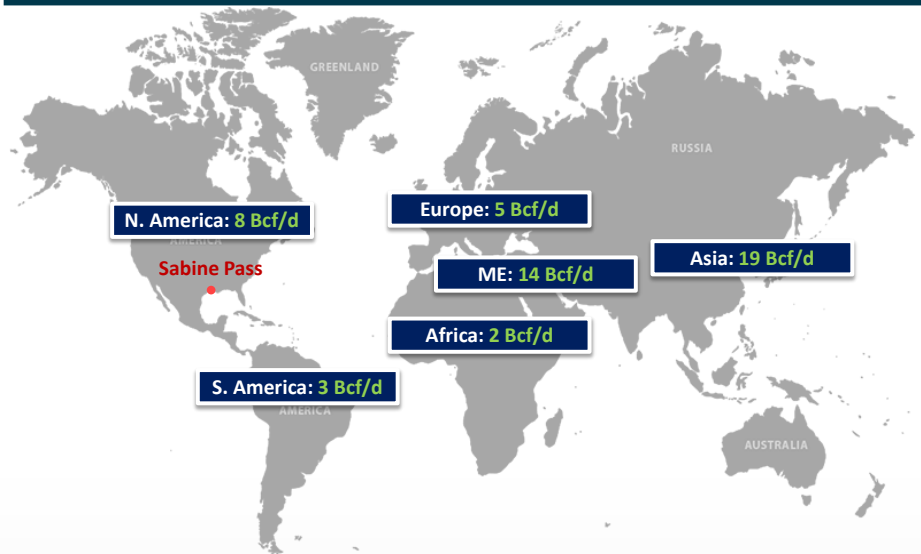 GREENLAND
RUSSIA
N. America: 8 Bcf/d
AMERICA
Europe: 5 Bcf/d
Asia: 19 Bcf/d
Sabine Pass
ME: 14 Bcf/d
Africa: 2 Bcf/d
S. America: 3 Bcf/d
AMERICA
AUSTRALIA